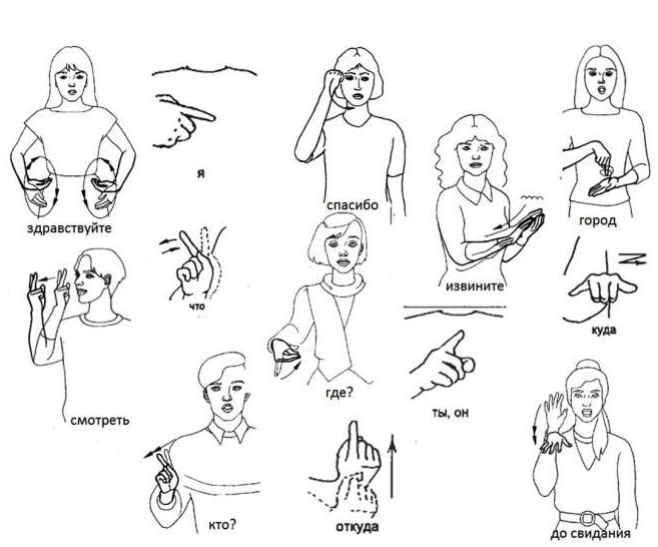 я
спасибо
город
здравствуйте
извините
что
куда
где?
ты, он
смотреть
кто?
откуда
до свидания